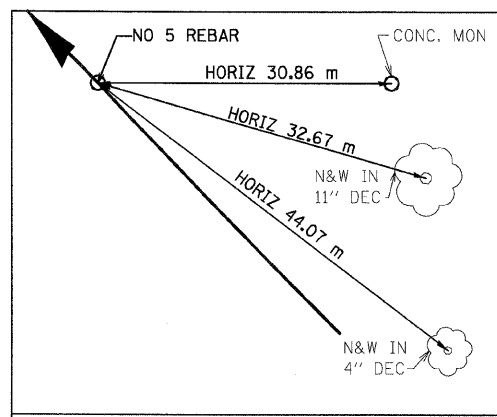 NO 5 REBAR
CONC. MON
HORIZ 30.86 m
HORIZ 32.67 m
N&W IN
11" DEC
HORIZ 44.07 m
N&W IN
4" DEC